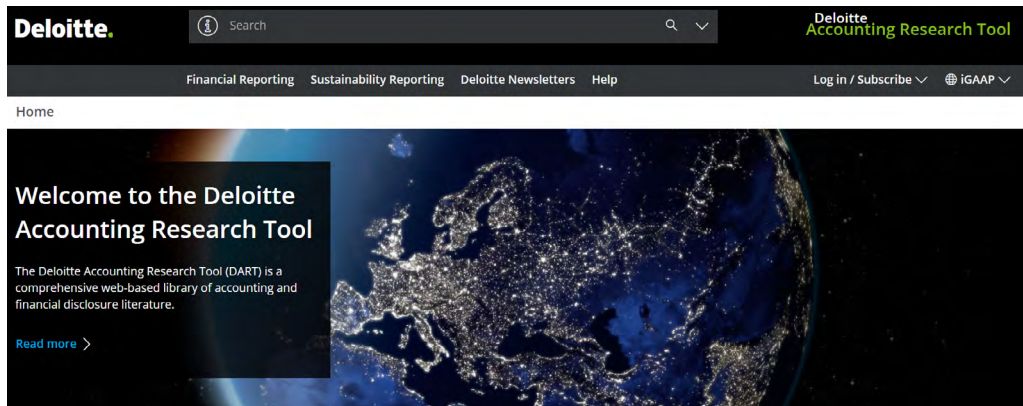 Deloitte.
Search
Deloitte
Accounting Research Tool
Financial Reporting Sustainability Reporting Deloitte Newsletters Help
Log in / Subscribe iGAAP
Home
Welcome to the Deloitte
Accounting Research Tool
The Deloitte Accounting Research Tool (DART) is a
comprehensive web-based library of accounting and
financial disclosure literature.
Read more